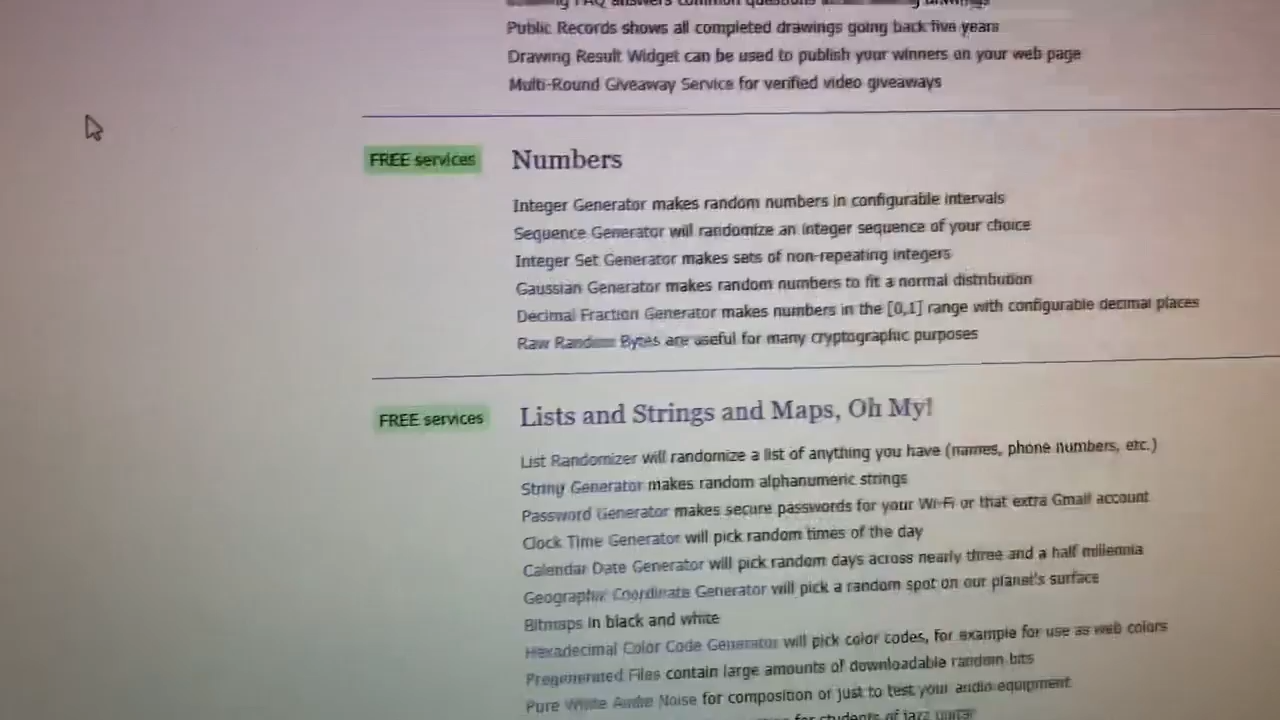 FAQ answers common questions
Public Records shows all completed drawings going back five years
Drawing Result Widget can be used to publish your winners on your web page
Multi-Round Giveaway Service for verified video giveaways
FREE services
Numbers
Integer Generator makes random numbers in configurable intervals
Sequence Generator will randomize an integer sequence of your choice
Integer Set Generator makes sets of non-repeating integers
Gaussian Generator makes random numbers to fit a normal distribution
Decimal Fraction Generator makes numbers in the [0,1] range with configurable decimal places
Raw Random Bytes are useful for many cryptographic purposes
FREE services
Lists and Strings and Maps, Oh My!
List Randomizer will randomize a list of anything you have (names, phone numbers, etc.)
String Generator makes random alphanumeric strings
Password Generator makes secure passwords for your Wi-Fi or that extra Gmail account
Clock Time Generator will pick random times of the day
Calendar Date Generator will pick random days across nearly three and a half millennia
Geographic Coordinate Generator will pick a random spot on our planet's surface
Bitmaps in black and white
Hexadecimal Color Code Generator will pick color codes, for example for use as web colors
Pregenerated Files contain large amounts of downloadable random bits
Pure White Audio Noise for composition or just to test your audio equipment
for students of jazz guitar